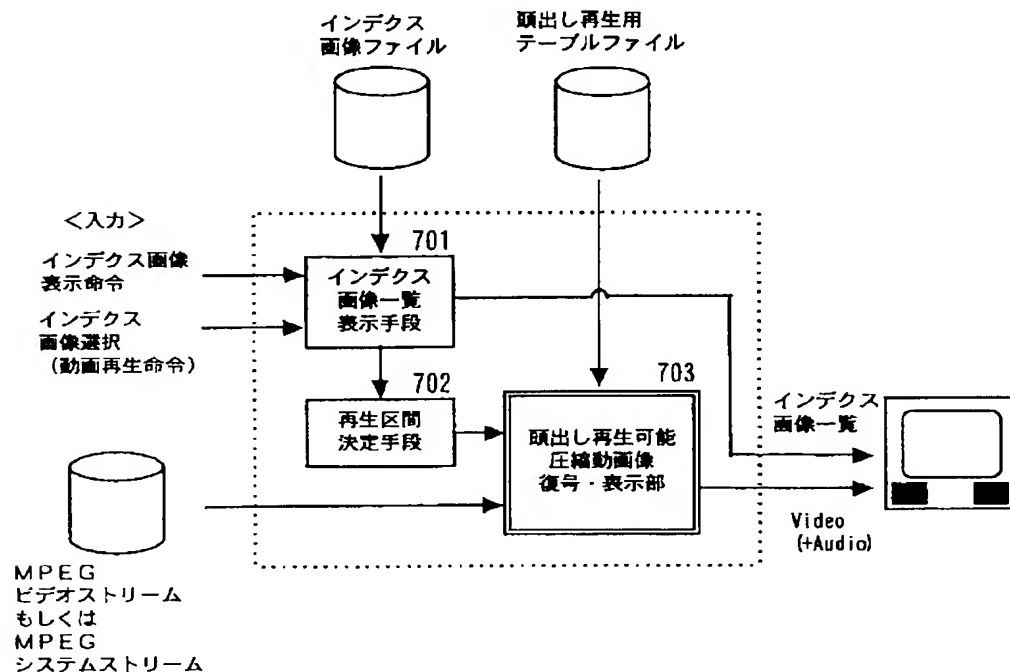 インデクス
画像ファイル
頭出し再生用
テーブルファイル
<入力>
インデクス画像
表示命令
インデクス
画像選択
(動画再生命令)
701
インデクス
画像一覧
表示手段
702
再生区間
決定手段
703
頭出し再生可能
圧縮動画像
復号・表示部
インデクス
画像一覧
Video
(+Audio)
MPEG
ビデオストリーム
もしくは
MPEG
システムストリーム